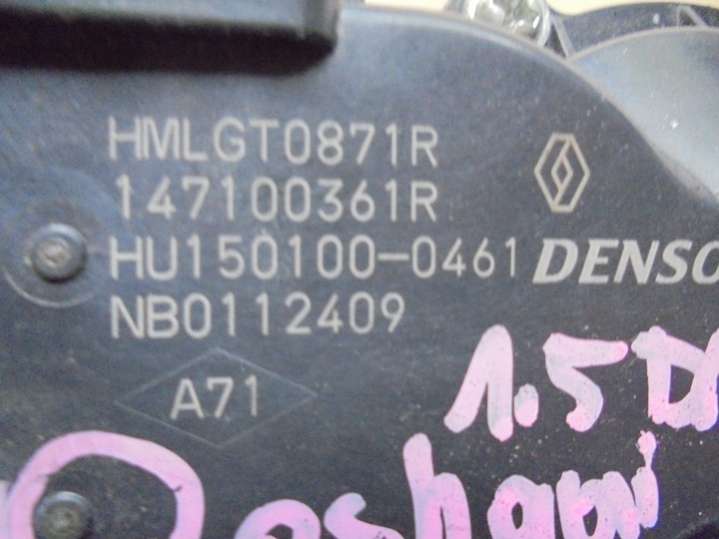 HMLGT0871R
147100361R
HU150100-0461 DENSO
NB0112409
A71
1.5 D